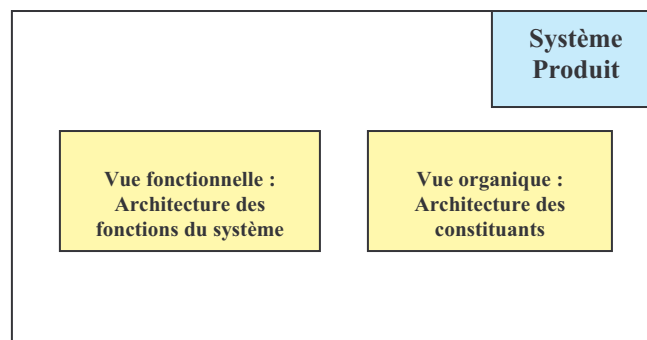 Système
Produit
Vue fonctionnelle :
Architecture des
fonctions du système
Vue organique :
Architecture des
constituants